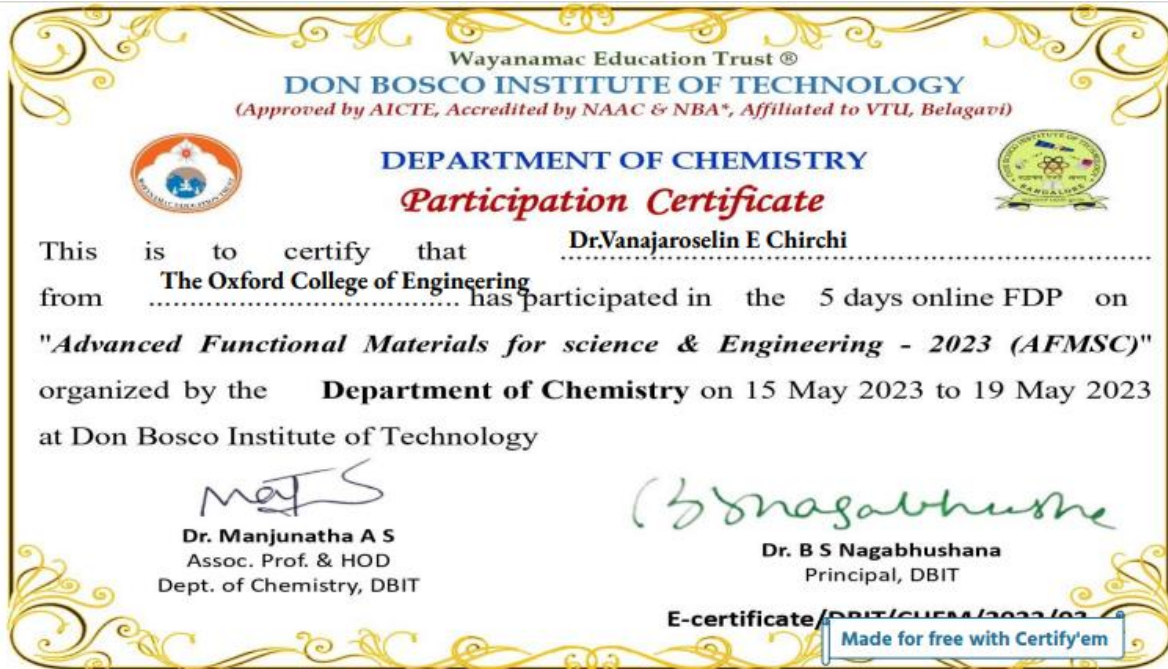 Wayanamac Education Trust ®
DON BOSCO INSTITUTE OF TECHNOLOGY
(Approved by AICTE, Accredited by NAAC & NBA*, Affiliated to VTU, Belagavi)
DEPARTMENT OF CHEMISTRY
Participation Certificate
This is to certify that Dr.Vanajaroselin E Chirchi
from The Oxford College of Engineering has participated in the 5 days online FDP on
"Advanced Functional Materials for science & Engineering - 2023 (AFMSC)"
organized by the Department of Chemistry on 15 May 2023 to 19 May 2023
at Don Bosco Institute of Technology
Dr. Manjunatha A S
Assoc. Prof. & HOD
Dept. of Chemistry, DBIT
Dr. B S Nagabhushana
Principal, DBIT
E-certificate/
Made for free with Certify'em